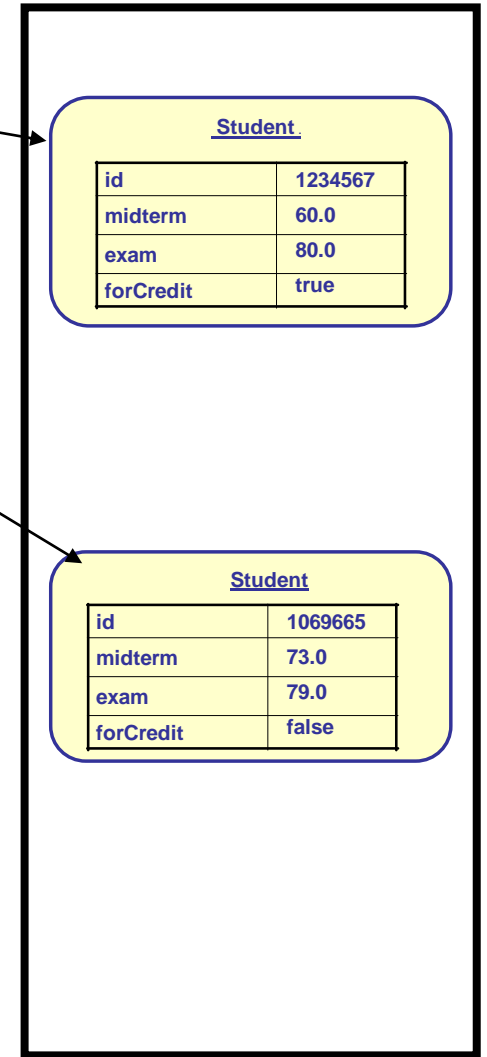 Student
id 1234567
midterm 60.0
exam 80.0
forCredit true
Student
id 1069665
midterm 73.0
exam 79.0
forCredit false